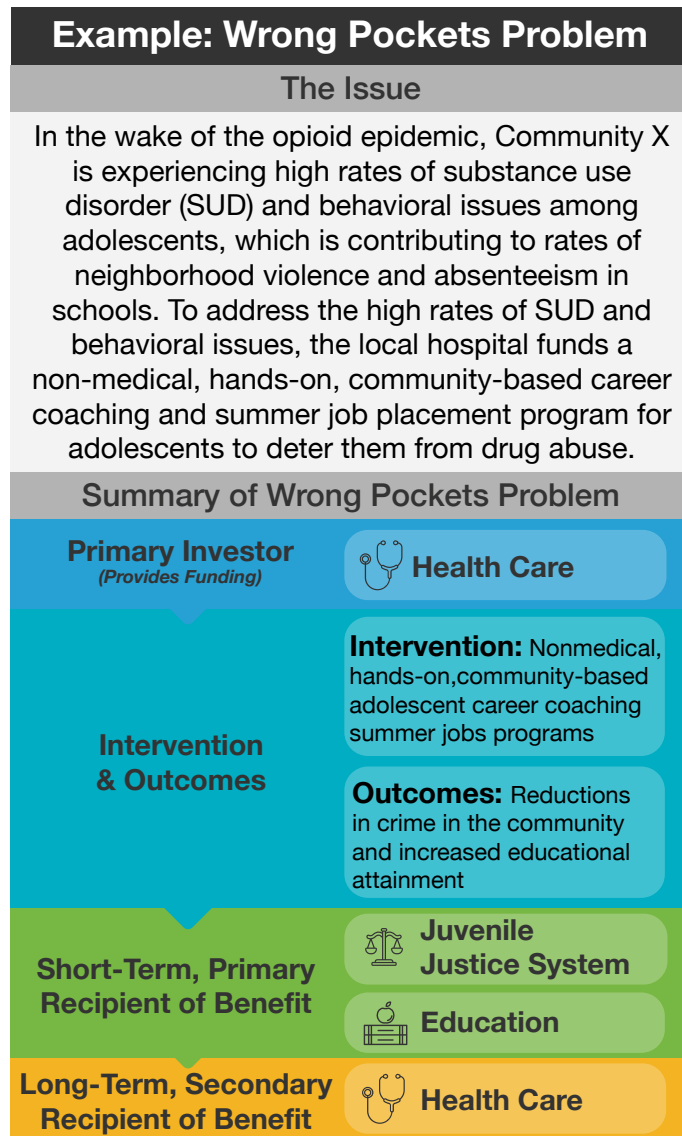 Example: Wrong Pockets Problem
The Issue
In the wake of the opioid epidemic, Community X
is experiencing high rates of substance use
disorder (SUD) and behavioral issues among
adolescents, which is contributing to rates of
neighborhood violence and absenteeism in
schools. To address the high rates of SUD and
behavioral issues, the local hospital funds a
non-medical, hands-on, community-based career
coaching and summer job placement program for
adolescents to deter them from drug abuse.
Summary of Wrong Pockets Problem
Primary Investor
(Provides Funding)
Health Care
Intervention
& Outcomes
Intervention: Nonmedical,
hands-on,community-based
adolescent career coaching
summer jobs programs
Outcomes: Reductions
in crime in the community
and increased educational
attainment
Short-Term, Primary
Recipient of Benefit
Juvenile
Justice System
Education
Long-Term, Secondary
Recipient of Benefit
Health Care